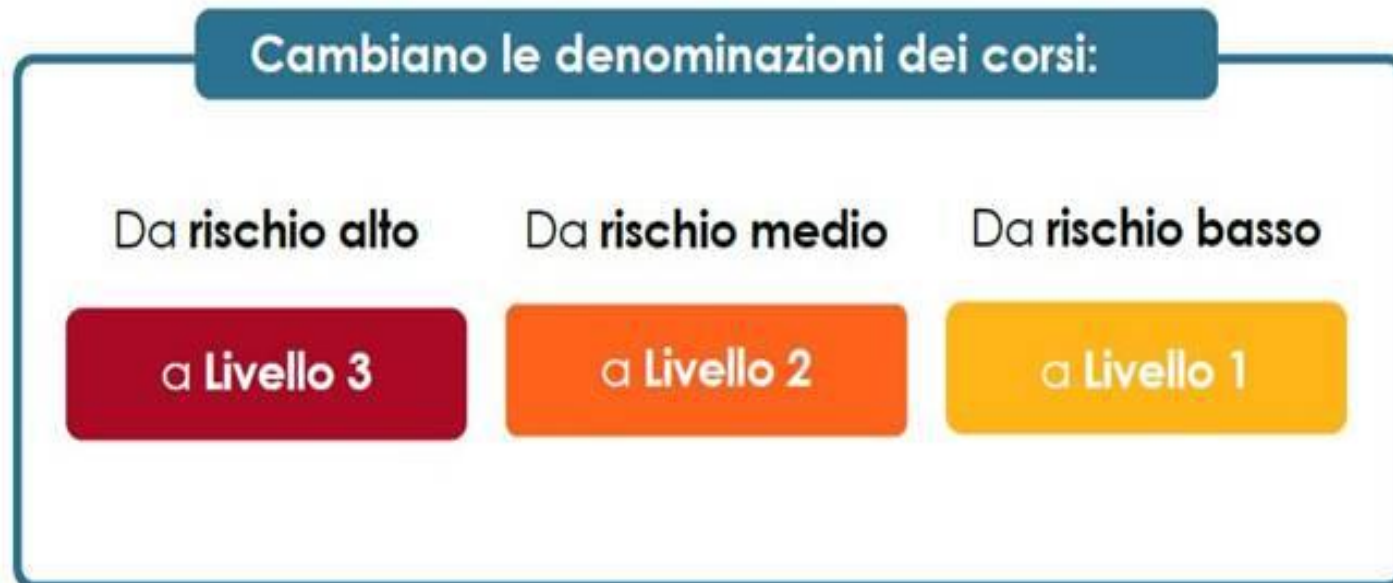 Cambiano le denominazioni dei corsi:
Da rischio alto
Da rischio medio
Da rischio basso
a Livello 3
a Livello 2
a Livello 1